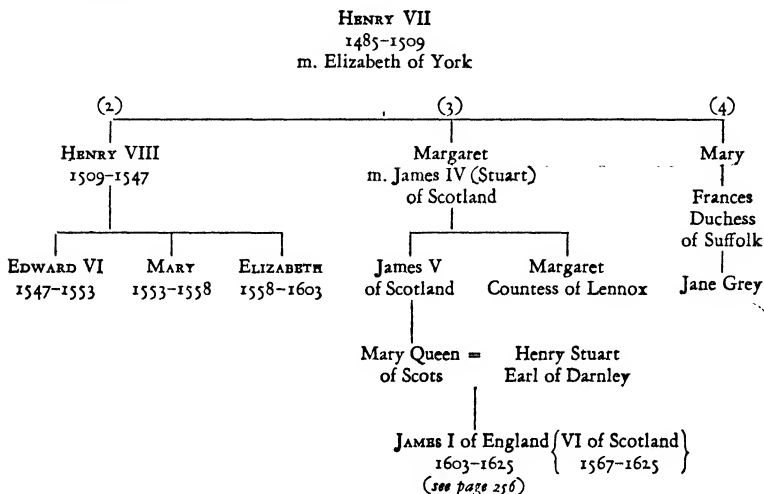 HENRY VII
1485–1509
m. Elizabeth of York
(2) (3) (4)
HENRY VIII
1509–1547
Margaret
m. James IV (Stuart)
of Scotland
Mary
Frances
Duchess
of Suffolk
Jane Grey
EDWARD VI
1547–1553
MARY
1553–1558
ELIZABETH
1558–1603
James V
of Scotland
Margaret
Countess of Lennox
Mary Queen = Henry Stuart
of Scots Earl of Darnley
JAMES I of England {VI of Scotland}
1603–1625 1567–1625
(see page 256)